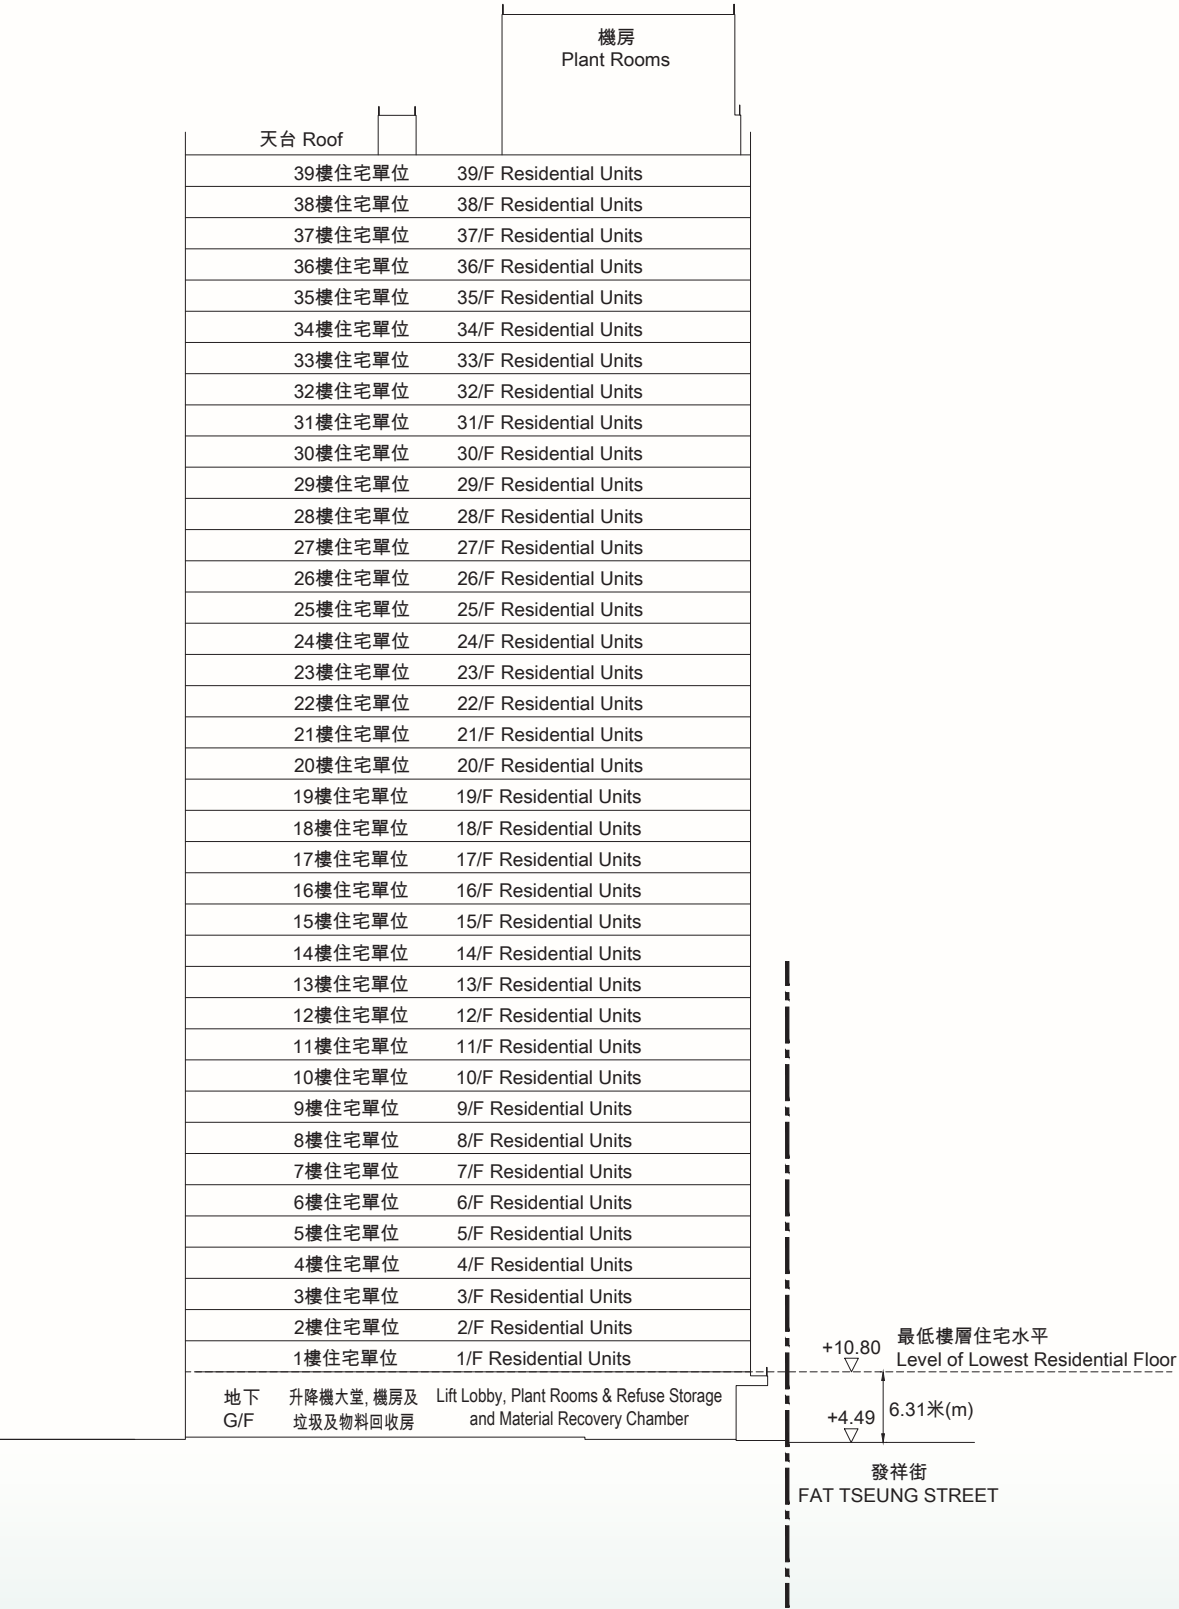 機房
Plant Rooms
天台 Roof
39樓住宅單位 39/F Residential Units
38樓住宅單位 38/F Residential Units
37樓住宅單位 37/F Residential Units
36樓住宅單位 36/F Residential Units
35樓住宅單位 35/F Residential Units
34樓住宅單位 34/F Residential Units
33樓住宅單位 33/F Residential Units
32樓住宅單位 32/F Residential Units
31樓住宅單位 31/F Residential Units
30樓住宅單位 30/F Residential Units
29樓住宅單位 29/F Residential Units
28樓住宅單位 28/F Residential Units
27樓住宅單位 27/F Residential Units
26樓住宅單位 26/F Residential Units
25樓住宅單位 25/F Residential Units
24樓住宅單位 24/F Residential Units
23樓住宅單位 23/F Residential Units
22樓住宅單位 22/F Residential Units
21樓住宅單位 21/F Residential Units
20樓住宅單位 20/F Residential Units
19樓住宅單位 19/F Residential Units
18樓住宅單位 18/F Residential Units
17樓住宅單位 17/F Residential Units
16樓住宅單位 16/F Residential Units
15樓住宅單位 15/F Residential Units
14樓住宅單位 14/F Residential Units
13樓住宅單位 13/F Residential Units
12樓住宅單位 12/F Residential Units
11樓住宅單位 11/F Residential Units
10樓住宅單位 10/F Residential Units
9樓住宅單位 9/F Residential Units
8樓住宅單位 8/F Residential Units
7樓住宅單位 7/F Residential Units
6樓住宅單位 6/F Residential Units
5樓住宅單位 5/F Residential Units
4樓住宅單位 4/F Residential Units
3樓住宅單位 3/F Residential Units
2樓住宅單位 2/F Residential Units
1樓住宅單位 1/F Residential Units
+10.80
最低樓層住宅水平
Level of Lowest Residential Floor
地下
G/F
升降機大堂, 機房及
垃圾及物料回收房
Lift Lobby, Plant Rooms & Refuse Storage
and Material Recovery Chamber
+4.49
6.31米(m)
發祥街
FAT TSEUNG STREET